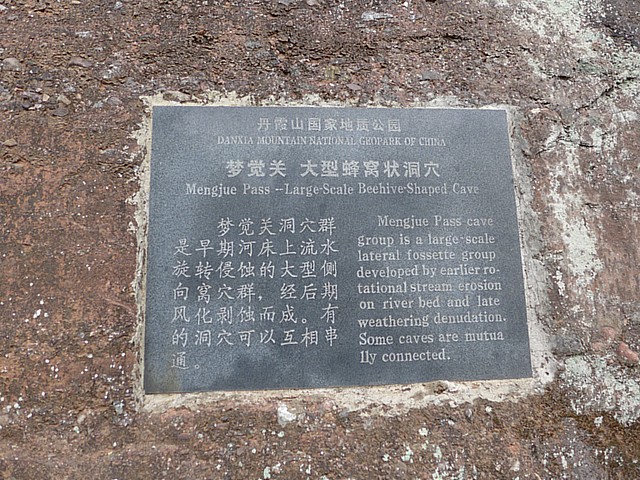 丹霞山国家地质公园
DANXIA MOUNTAIN NATIONAL GEOPARK OF CHINA
梦觉关 大型蜂窝状洞穴
Mengjue Pass --Large-Scale Beehive-Shaped Cave
梦觉关洞穴群
是早期河床上流水
旋转侵蚀的大型侧
向窝穴群，经后期
风化剥蚀而成。有
的洞穴可以互相串
通。
Mengjue Pass cave
group is a large-scale
lateral fossette group
developed by earlier ro-
tational stream erosion
on river bed and late
weathering denudation.
Some caves are mutua
lly connected.